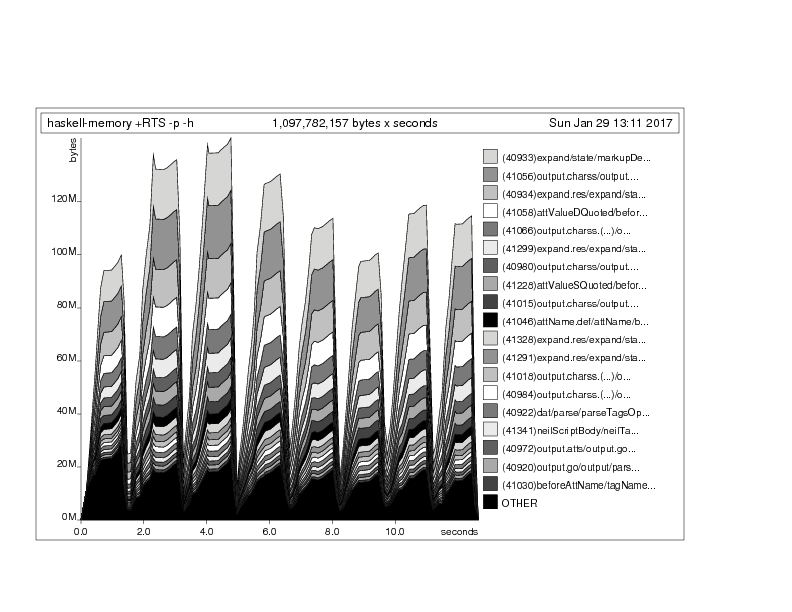 haskell-memory +RTS -p -h
1,097,782,157 bytes x seconds
Sun Jan 29 13:11 2017
bytes
120M
100M
80M
60M
40M
20M
0M
0.0 2.0 4.0 6.0 8.0 10.0 seconds
(40933)expand/state/markupDe...
(41056)output.charss/output....
(40934)expand.res/expand/sta...
(41058)attValueDQuoted/befor...
(41066)output.charss.(...)/o...
(41299)expand.res/expand/sta...
(40980)output.charss/output....
(41228)attValueSQuoted/befor...
(41015)output.charss/output....
(41046)attName.def/attName/b...
(41328)expand.res/expand/sta...
(41291)expand.res/expand/sta...
(41018)output.charss.(...)/o...
(40984)output.charss.(...)/o...
(40922)dat/parse/parseTagsOp...
(41341)neilScriptBody/neilTa...
(40972)output.atts/output.go...
(40920)output.go/output/pars...
(41030)beforeAttName/tagName...
OTHER